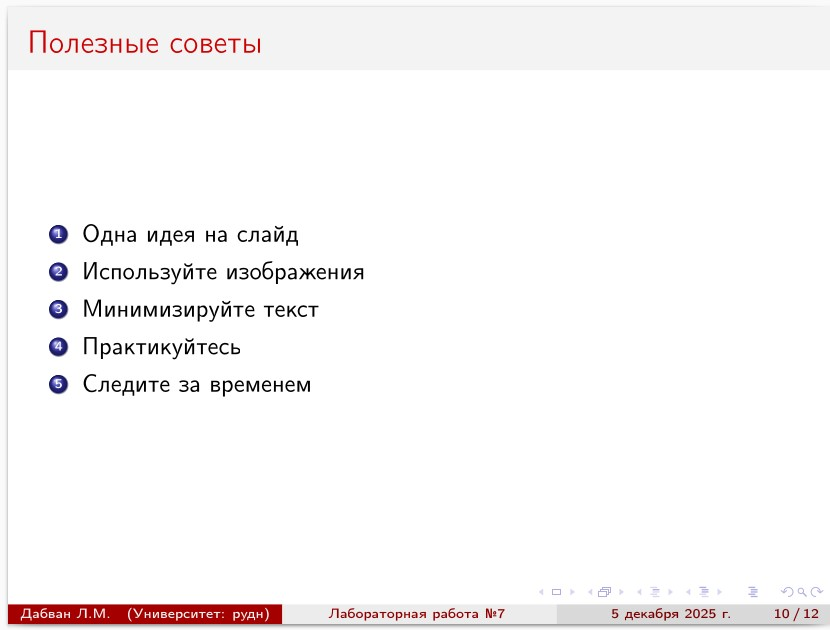 Полезные советы
1 Одна идея на слайд
2 Используйте изображения
3 Минимизируйте текст
4 Практикуйтесь
5 Следите за временем
Дабван Л.М. (Университет: рудн) Лабораторная работа №7 5 декабря 2025 г. 10 / 12